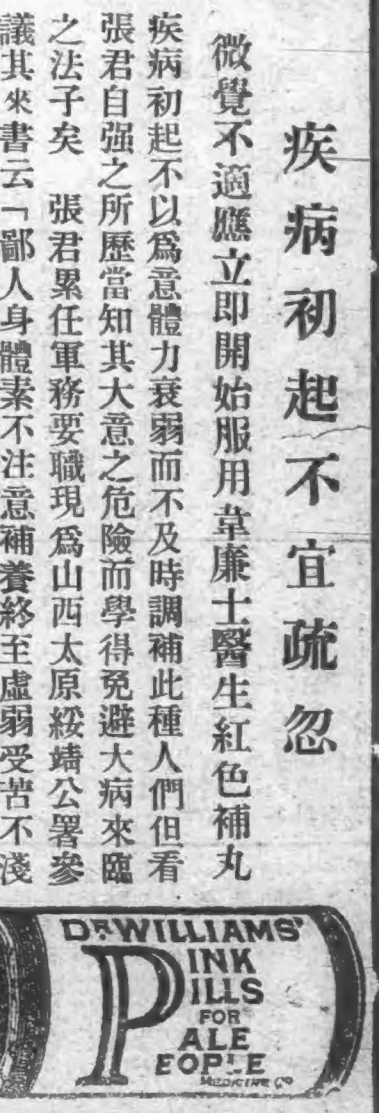 疾病初起不宜疏忽
微覺不適應立即開始服用韋廉士醫生紅色補丸
疾病初起不以爲意體力衰弱而不及時調補此種人們但看
張君自强之所歷當知其大意之危險而學得免避大病來臨
之法子矣　張君累任軍務要職現爲山西太原綏靖公署參
議其來書云「鄙人身體素不注意補養終至虛弱受苦不淺
DR. WILLIAMS'
PINK
PILLS
FOR
PALE
PEOPLE
MEDICINE CO